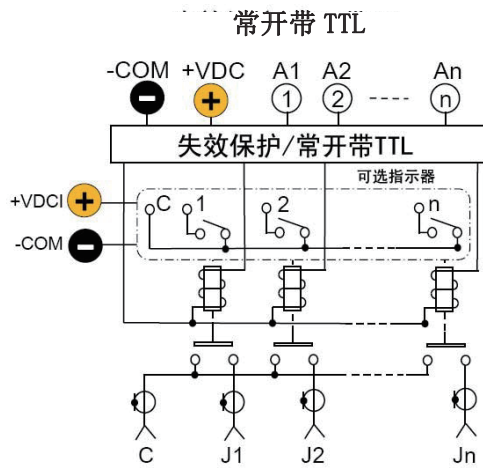 常开带 TTL
-COM +VDC A1 A2 An
1 2 n
失效保护/常开带TTL
可选指示器
+VDCI
C 1 2 n
-COM
C J1 J2 Jn